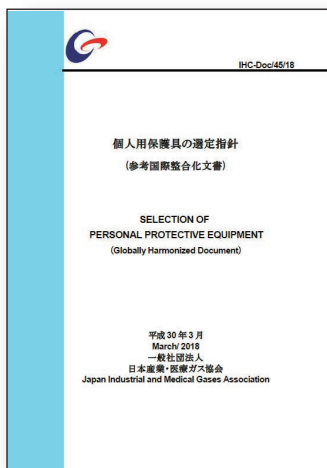 IHC-Doc/45/18
個人用保護具の選定指針
(参考国際整合化文書)
SELECTION OF
PERSONAL PROTECTIVE EQUIPMENT
(Globally Harmonized Document)
平成30年3月
March/ 2018
一般社団法人
日本産業・医療ガス協会
Japan Industrial and Medical Gases Association